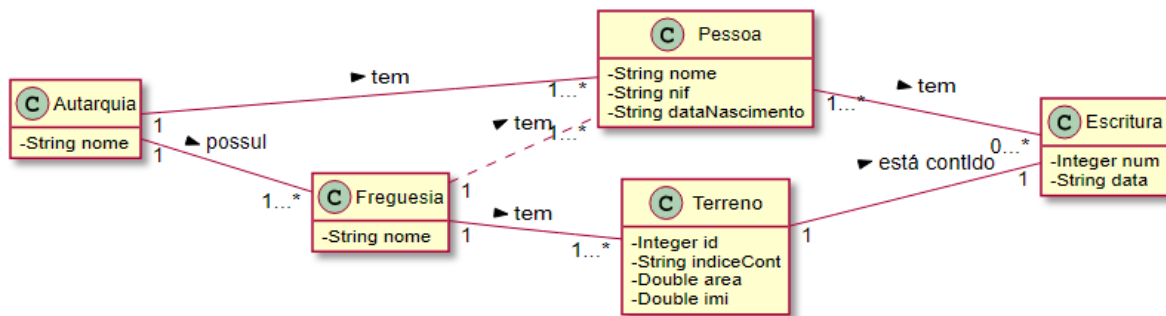 C Pessoa
-String nome
-String nif
-String dataNascimento
tem
1...*
C Autarquia
-String nome
1
1
possuI
1...*
tem
1...*
1
C Freguesia
-String nome
1
tem
1...*
C Terreno
-Integer id
-String indiceCont
-Double area
-Double imi
1
está contIdo
1
1...*
tem
0...*
C Escritura
-Integer num
-String data